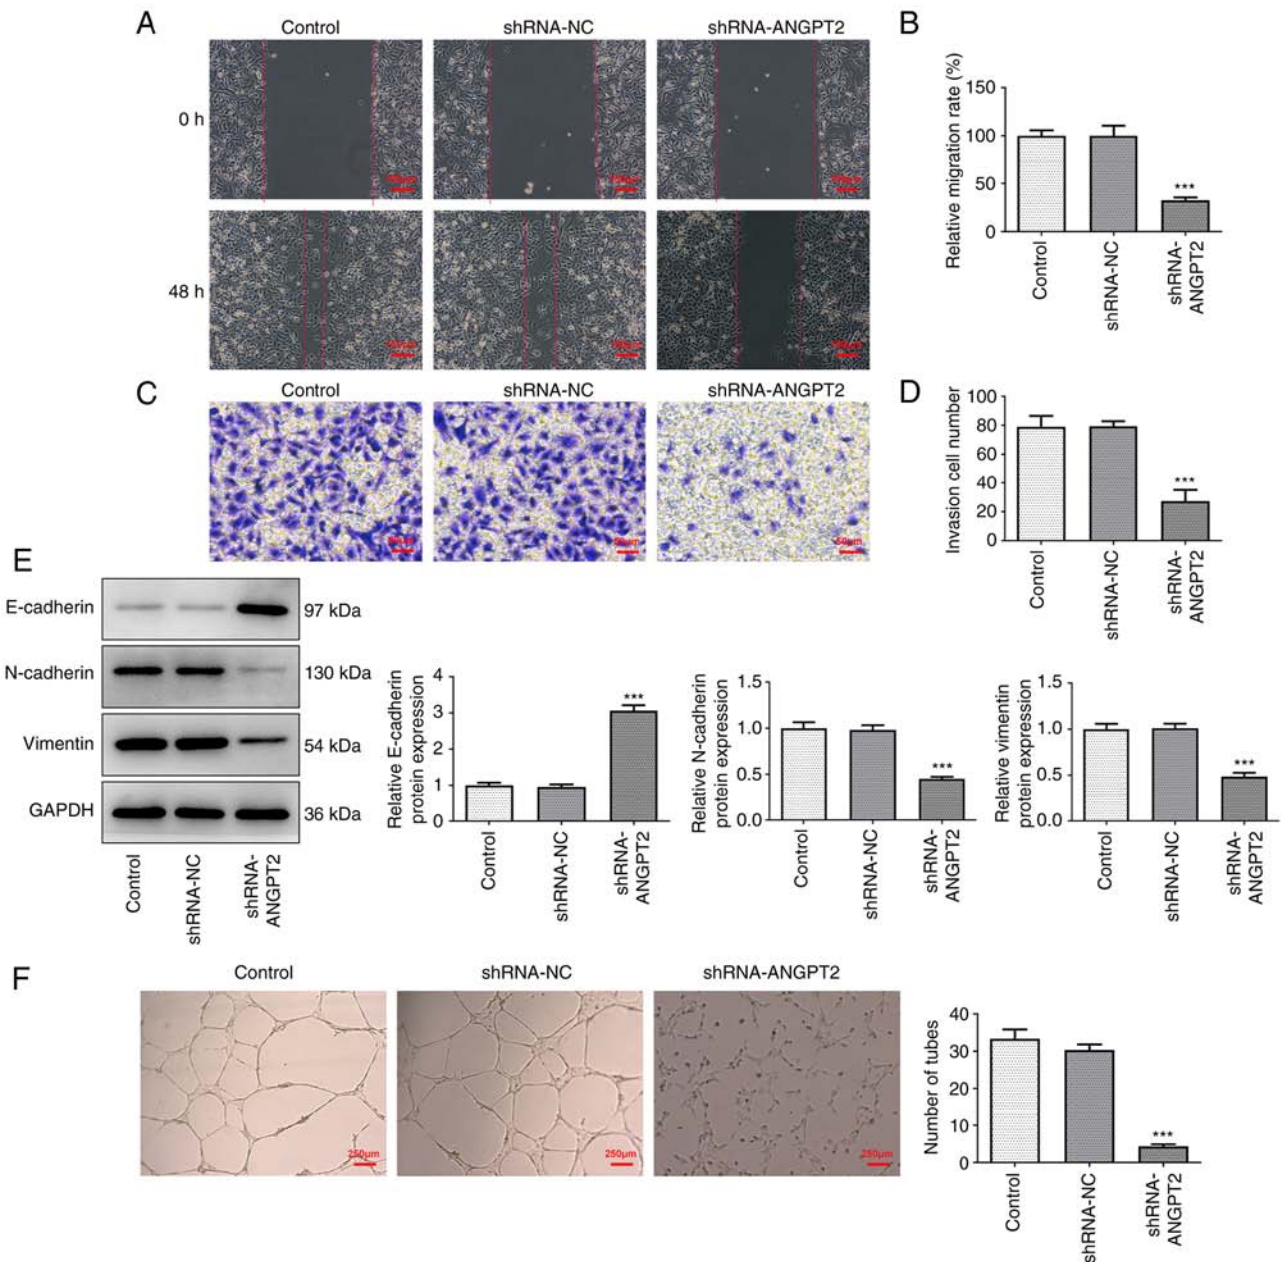 A
Control
shRNA-NC
shRNA-ANGPT2
0 h
48 h
B
Relative migration rate (%)
150
100
50
0
***
Control
shRNA-NC
shRNA-
ANGPT2
C
Control
shRNA-NC
shRNA-ANGPT2
50μm
50μm
50μm
D
Invasion cell number
100
80
60
40
20
0
***
Control
shRNA-NC
shRNA-
ANGPT2
E
E-cadherin
97 kDa
N-cadherin
130 kDa
Vimentin
54 kDa
GAPDH
36 kDa
Control
shRNA-NC
shRNA-
ANGPT2
Relative E-cadherin
protein expression
4
3
2
1
0
***
Control
shRNA-NC
shRNA-
ANGPT2
Relative N-cadherin
protein expression
1.5
1.0
0.5
0.0
***
Control
shRNA-NC
shRNA-
ANGPT2
Relative vimentin
protein expression
1.5
1.0
0.5
0.0
***
Control
shRNA-NC
shRNA-
ANGPT2
F
Control
shRNA-NC
shRNA-ANGPT2
250μm
250μm
250μm
Number of tubes
40
30
20
10
0
***
Control
shRNA-NC
shRNA-
ANGPT2